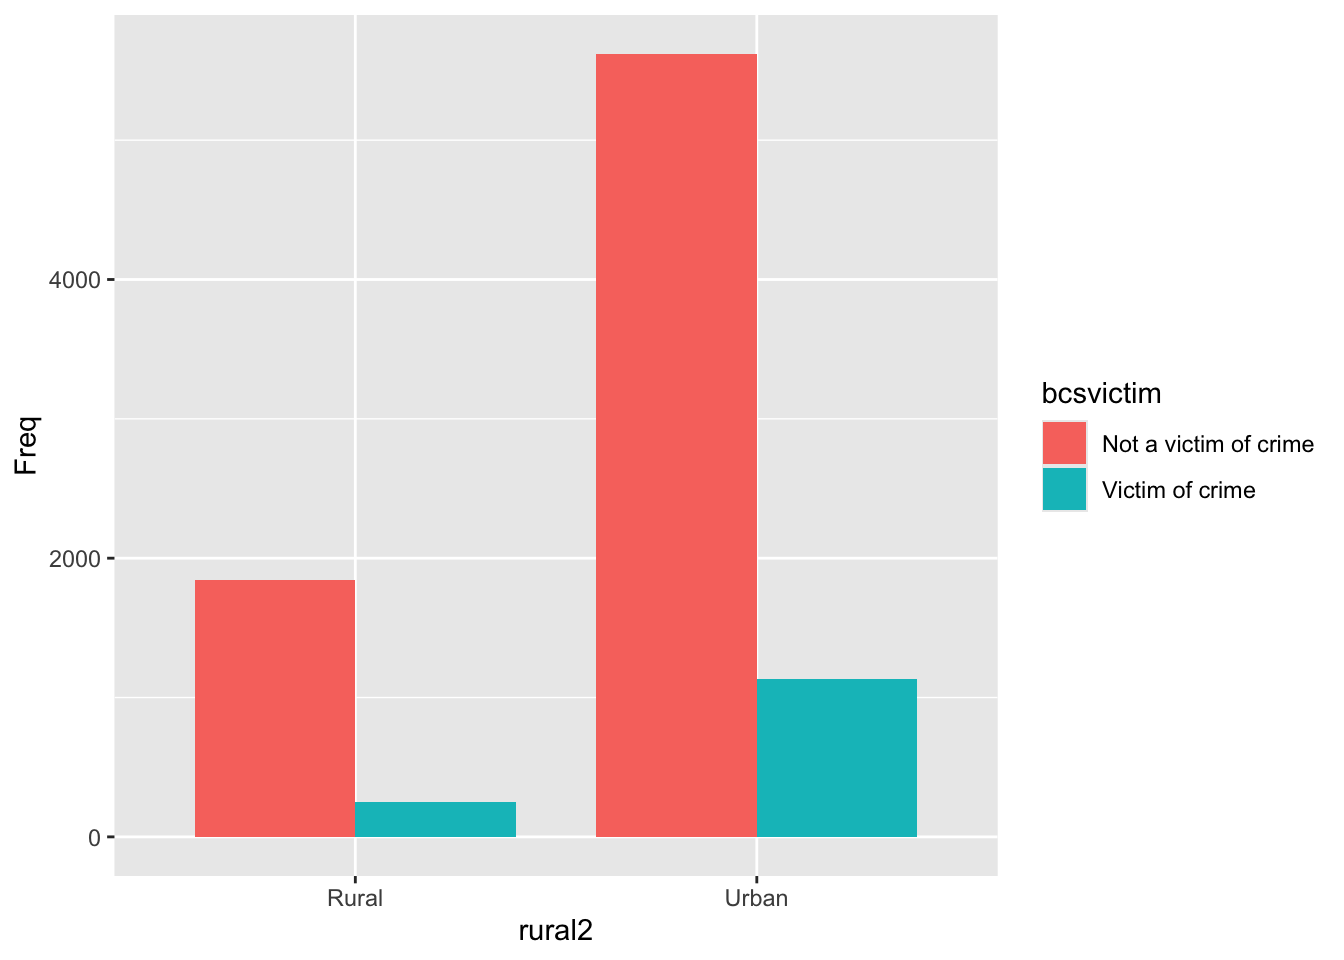 4000
2000
0
Freq
Rural
Urban
rural2
bcsvictim
Not a victim of crime
Victim of crime